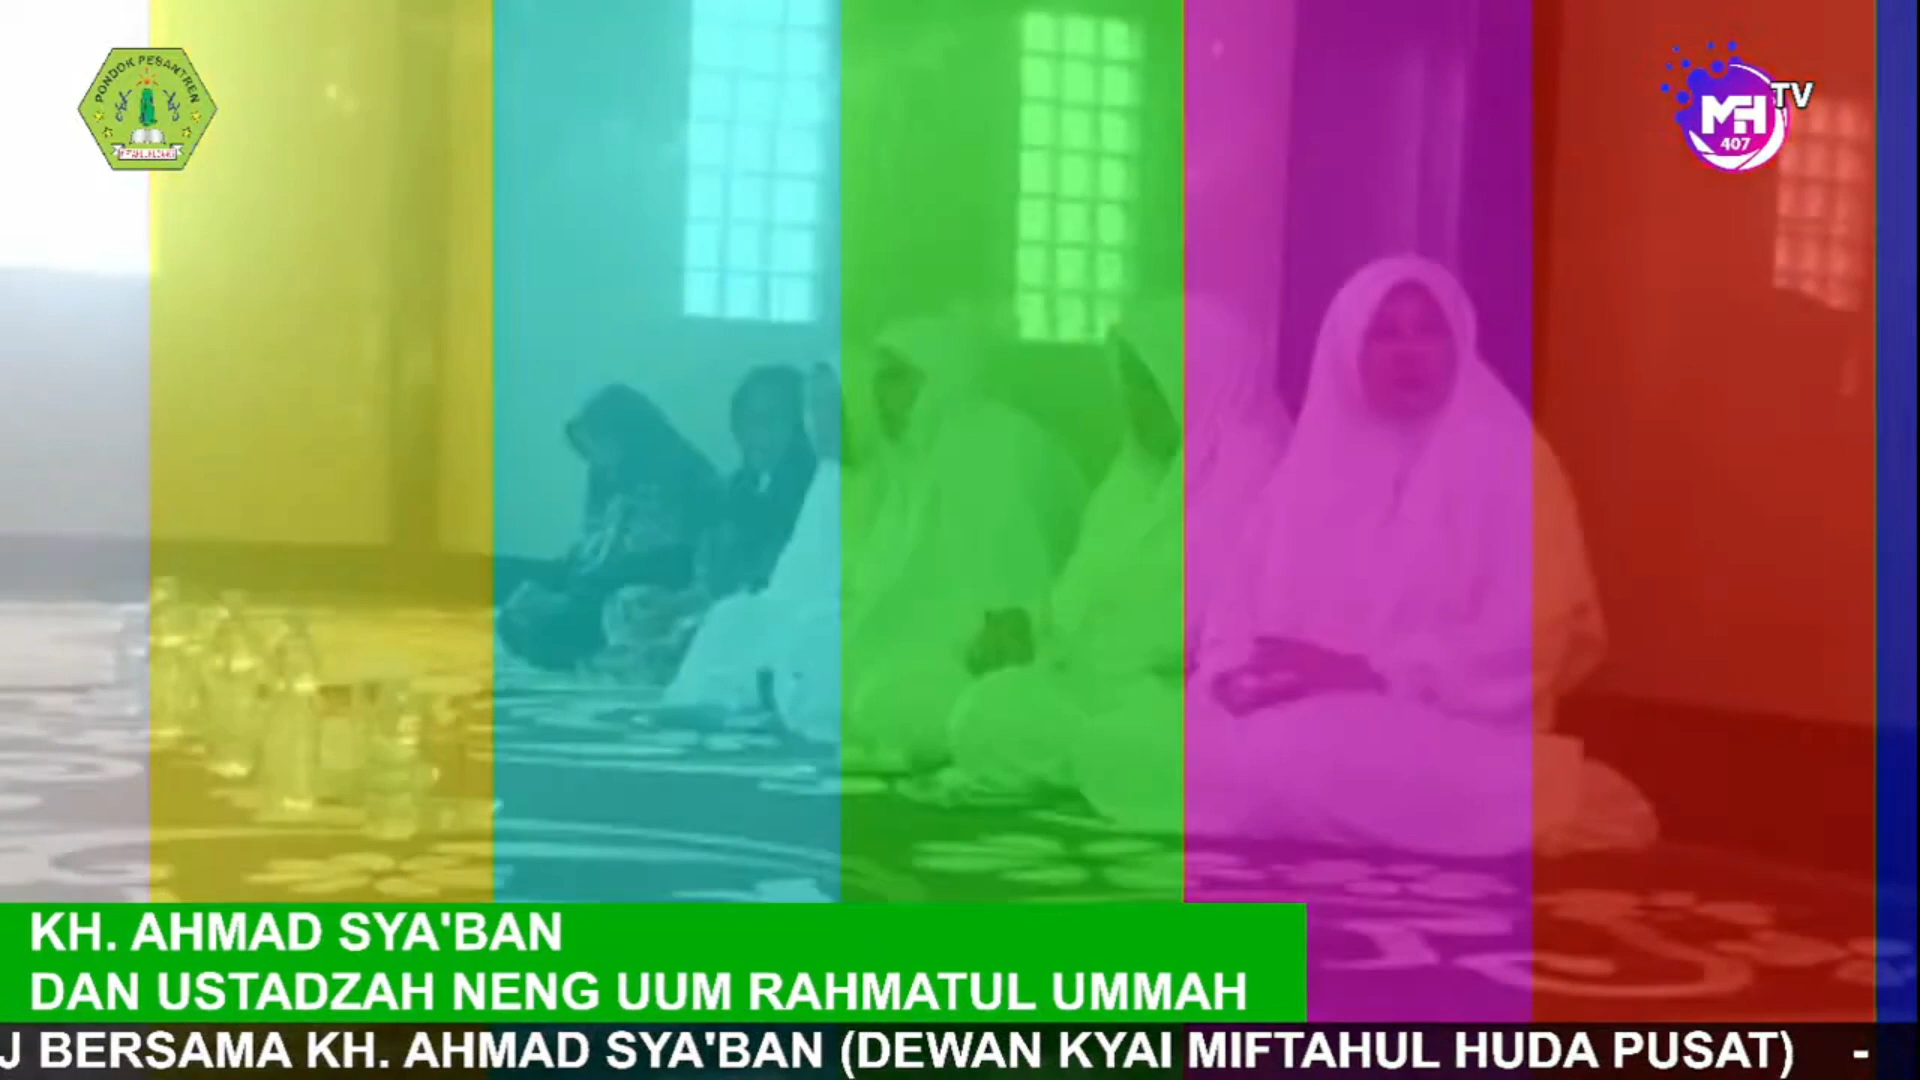 PONDOK PESANTREN
MH TV
407
KH. AHMAD SYA'BAN
DAN USTADZAH NENG UUM RAHMATUL UMMAH
J BERSAMA KH. AHMAD SYA'BAN (DEWAN KYAI MIFTAHUL HUDA PUSAT) -